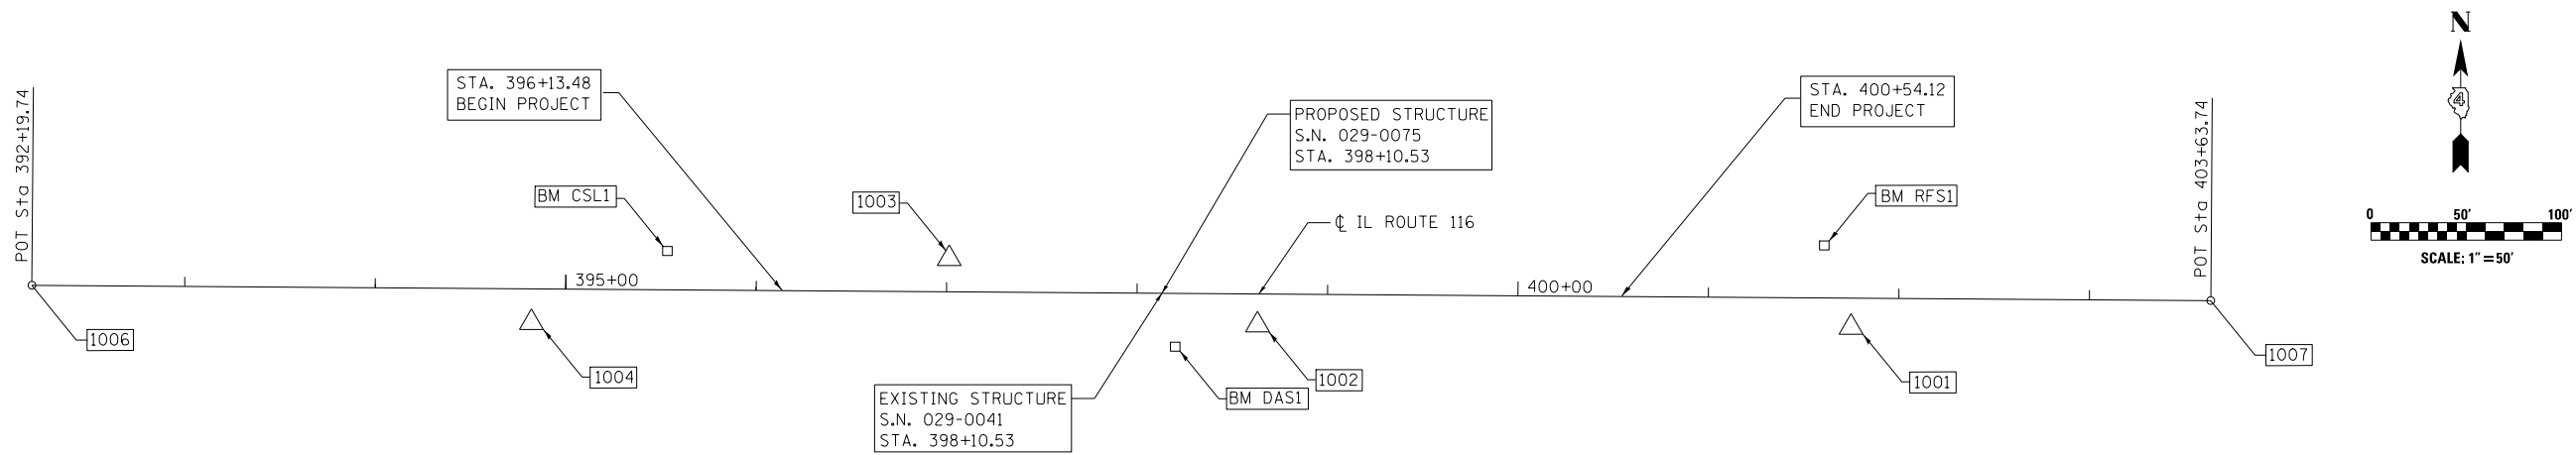 POT Sta 392+19.74
STA. 396+13.48
BEGIN PROJECT
BM CSL1
1003
PROPOSED STRUCTURE
S.N. 029-0075
STA. 398+10.53
℄ IL ROUTE 116
STA. 400+54.12
END PROJECT
BM RFS1
POT Sta 403+63.74
N
4
0 50' 100'
SCALE: 1" = 50'
395+00
400+00
1006
1004
EXISTING STRUCTURE
S.N. 029-0041
STA. 398+10.53
BM DAS1
1002
1001
1007